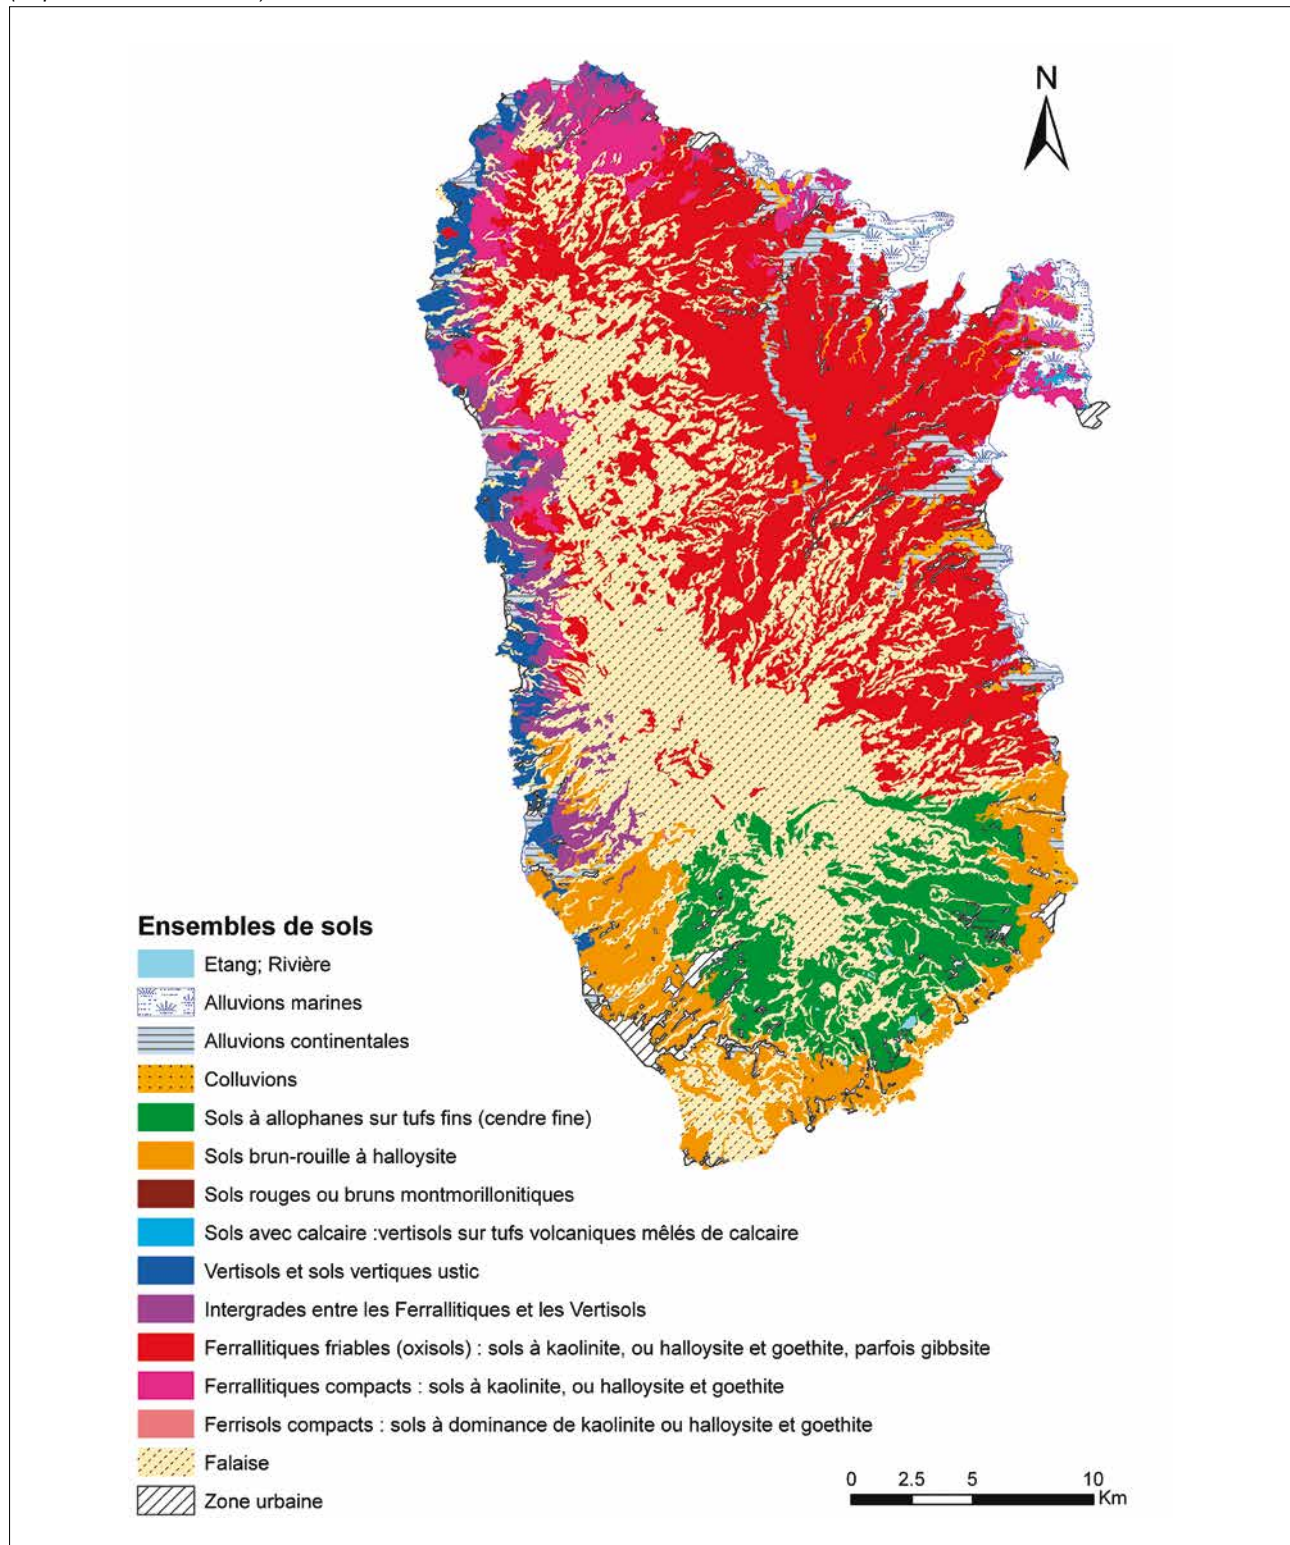 N
Ensembles de sols
Etang; Rivière
Alluvions marines
Alluvions continentales
Colluvions
Sols à allophanes sur tufs fins (cendre fine)
Sols brun-rouille à halloysite
Sols rouges ou bruns montmorillonitiques
Sols avec calcaire :vertisols sur tufs volcaniques mêlés de calcaire
Vertisols et sols vertiques ustic
Intergrades entre les Ferrallitiques et les Vertisols
Ferrallitiques friables (oxisols) : sols à kaolinite, ou halloysite et goethite, parfois gibbsite
Ferrallitiques compacts : sols à kaolinite, ou halloysite et goethite
Ferrisols compacts : sols à dominance de kaolinite ou halloysite et goethite
Falaise
Zone urbaine
0 2.5 5 10
Km